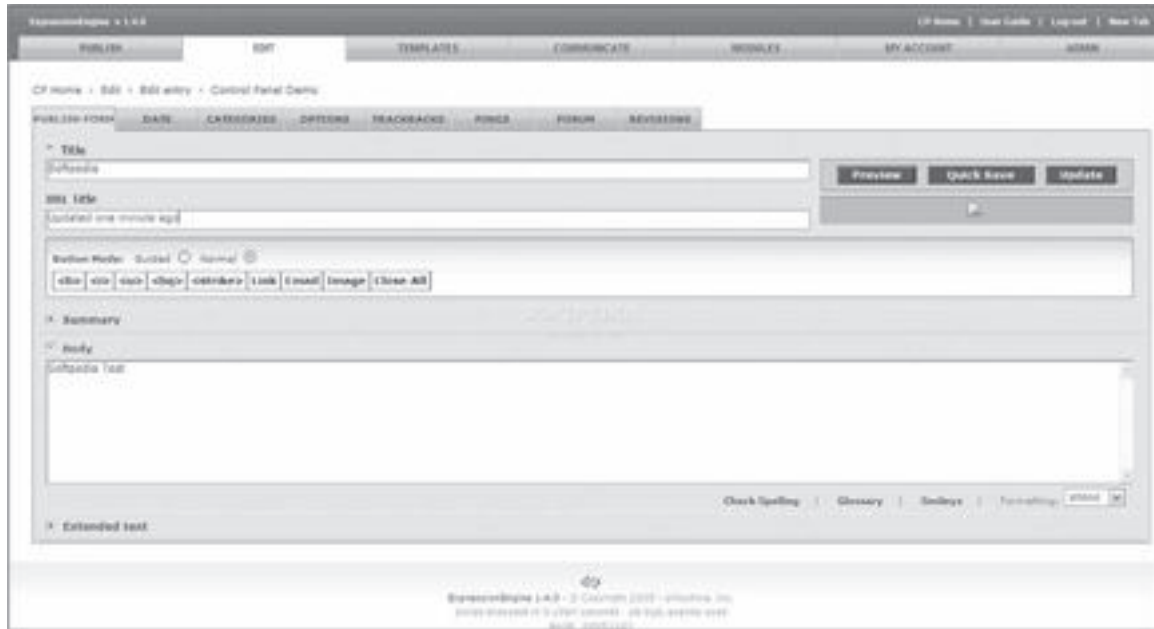 ExpressionEngine v 1.4.0
CP Home | User Guide | Log-out | New Tab
PUBLISH EDIT TEMPLATES COMMUNICATE MODULES MY ACCOUNT ADMIN
CP Home > Edit > Edit entry > Control Panel Demo
PUBLISH FORM DATE CATEGORIES OPTIONS TRACKBACKS PINGS FORUM REVISIONS
* Title
Softpedia
Preview Quick Save Update
URL Title
Updated one minute ago
Button Mode: Guided Normal
<b> <i> <u> <bq> <strike> Link Email Image Close All
Summary
Body
Softpedia Test
Check Spelling | Glossary | Smileys | Formatting: XHTML
Extended text
ExpressionEngine 1.4.0 - © Copyright